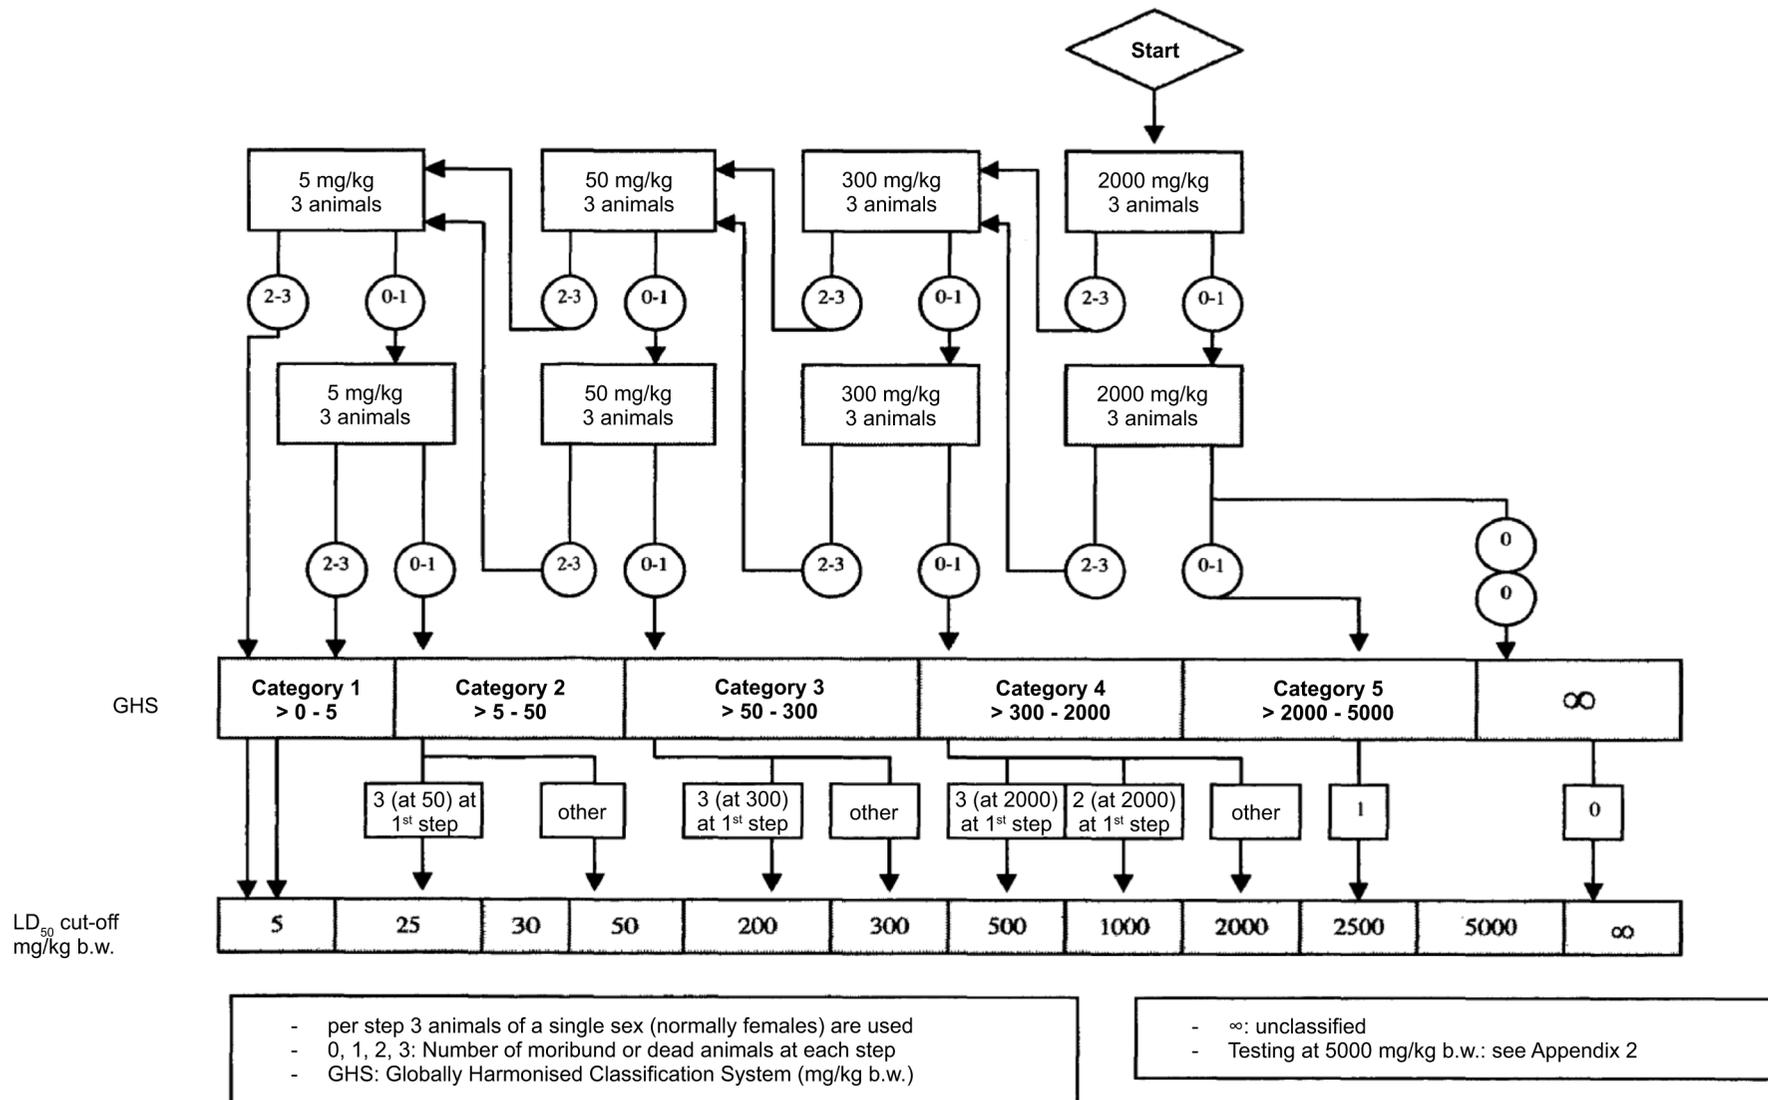 Start
5 mg/kg
3 animals
50 mg/kg
3 animals
300 mg/kg
3 animals
2000 mg/kg
3 animals
2-3
0-1
2-3
0-1
2-3
0-1
2-3
0-1
5 mg/kg
3 animals
50 mg/kg
3 animals
300 mg/kg
3 animals
2000 mg/kg
3 animals
2-3
0-1
2-3
0-1
2-3
0-1
2-3
0-1
0
0
GHS
Category 1
> 0 - 5
Category 2
> 5 - 50
Category 3
> 50 - 300
Category 4
> 300 - 2000
Category 5
> 2000 - 5000
∞
3 (at 50) at
1st step
other
3 (at 300)
at 1st step
other
3 (at 2000)
at 1st step
2 (at 2000)
at 1st step
other
1
0
LD50 cut-off
mg/kg b.w.
5
25
30
50
200
300
500
1000
2000
2500
5000
∞
- per step 3 animals of a single sex (normally females) are used
- 0, 1, 2, 3: Number of moribund or dead animals at each step
- GHS: Globally Harmonised Classification System (mg/kg b.w.)
- ∞: unclassified
- Testing at 5000 mg/kg b.w.: see Appendix 2